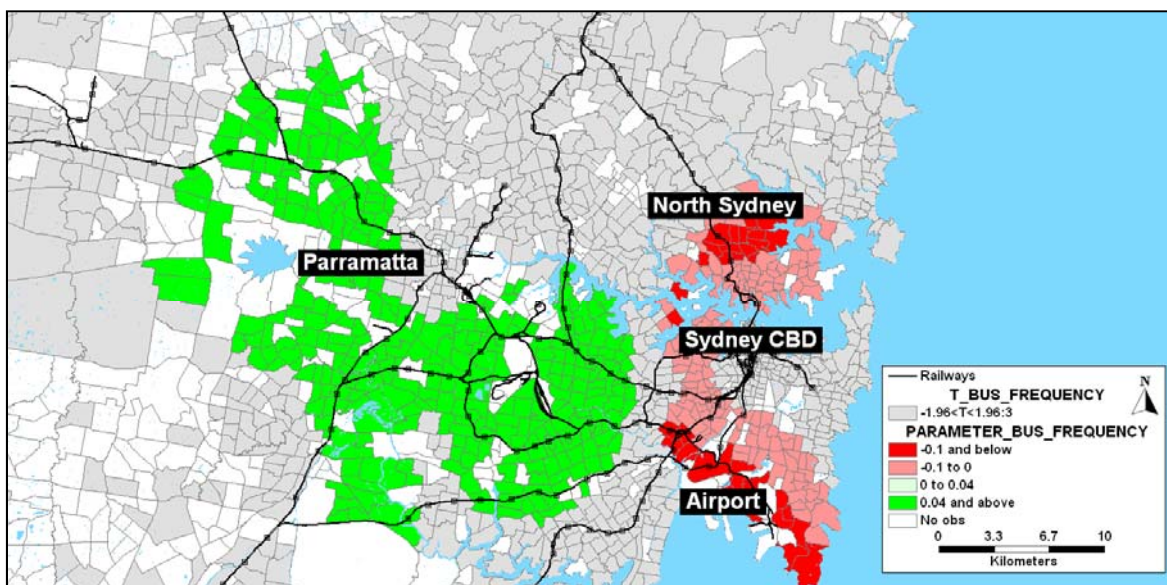 North Sydney
Parramatta
Sydney CBD
Airport
Railways
N
T_BUS_FREQUENCY
-1.96<T<1.96:3
PARAMETER_BUS_FREQUENCY
-0.1 and below
-0.1 to 0
0 to 0.04
0.04 and above
No obs
0 3.3 6.7 10
Kilometers